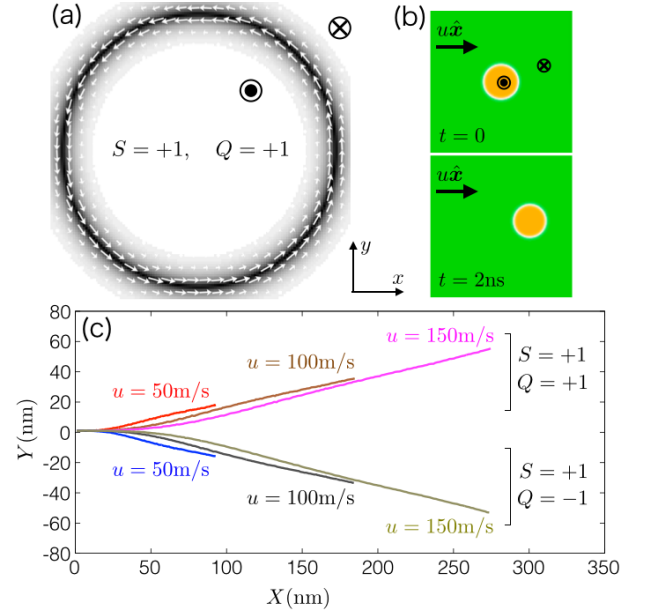 (a)
S = +1, Q = +1
y
x
(b)
ux̂
t = 0
ux̂
t = 2ns
(c)
80
60
40
20
0
-20
-40
-60
-80
Y(nm)
u = 50m/s
u = 100m/s
u = 150m/s
S = +1
Q = +1
u = 50m/s
u = 100m/s
u = 150m/s
S = +1
Q = −1
0 50 100 150 200 250 300 350
X(nm)